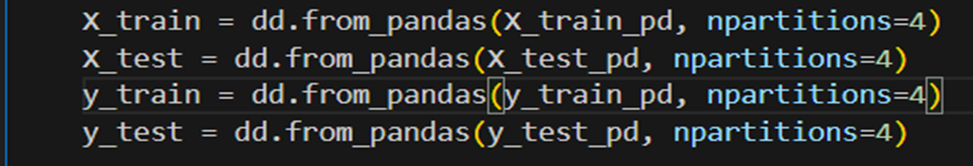 X_train = dd.from_pandas(X_train_pd, npartitions=4)
X_test = dd.from_pandas(X_test_pd, npartitions=4)
y_train = dd.from_pandas(y_train_pd, npartitions=4)
y_test = dd.from_pandas(y_test_pd, npartitions=4)